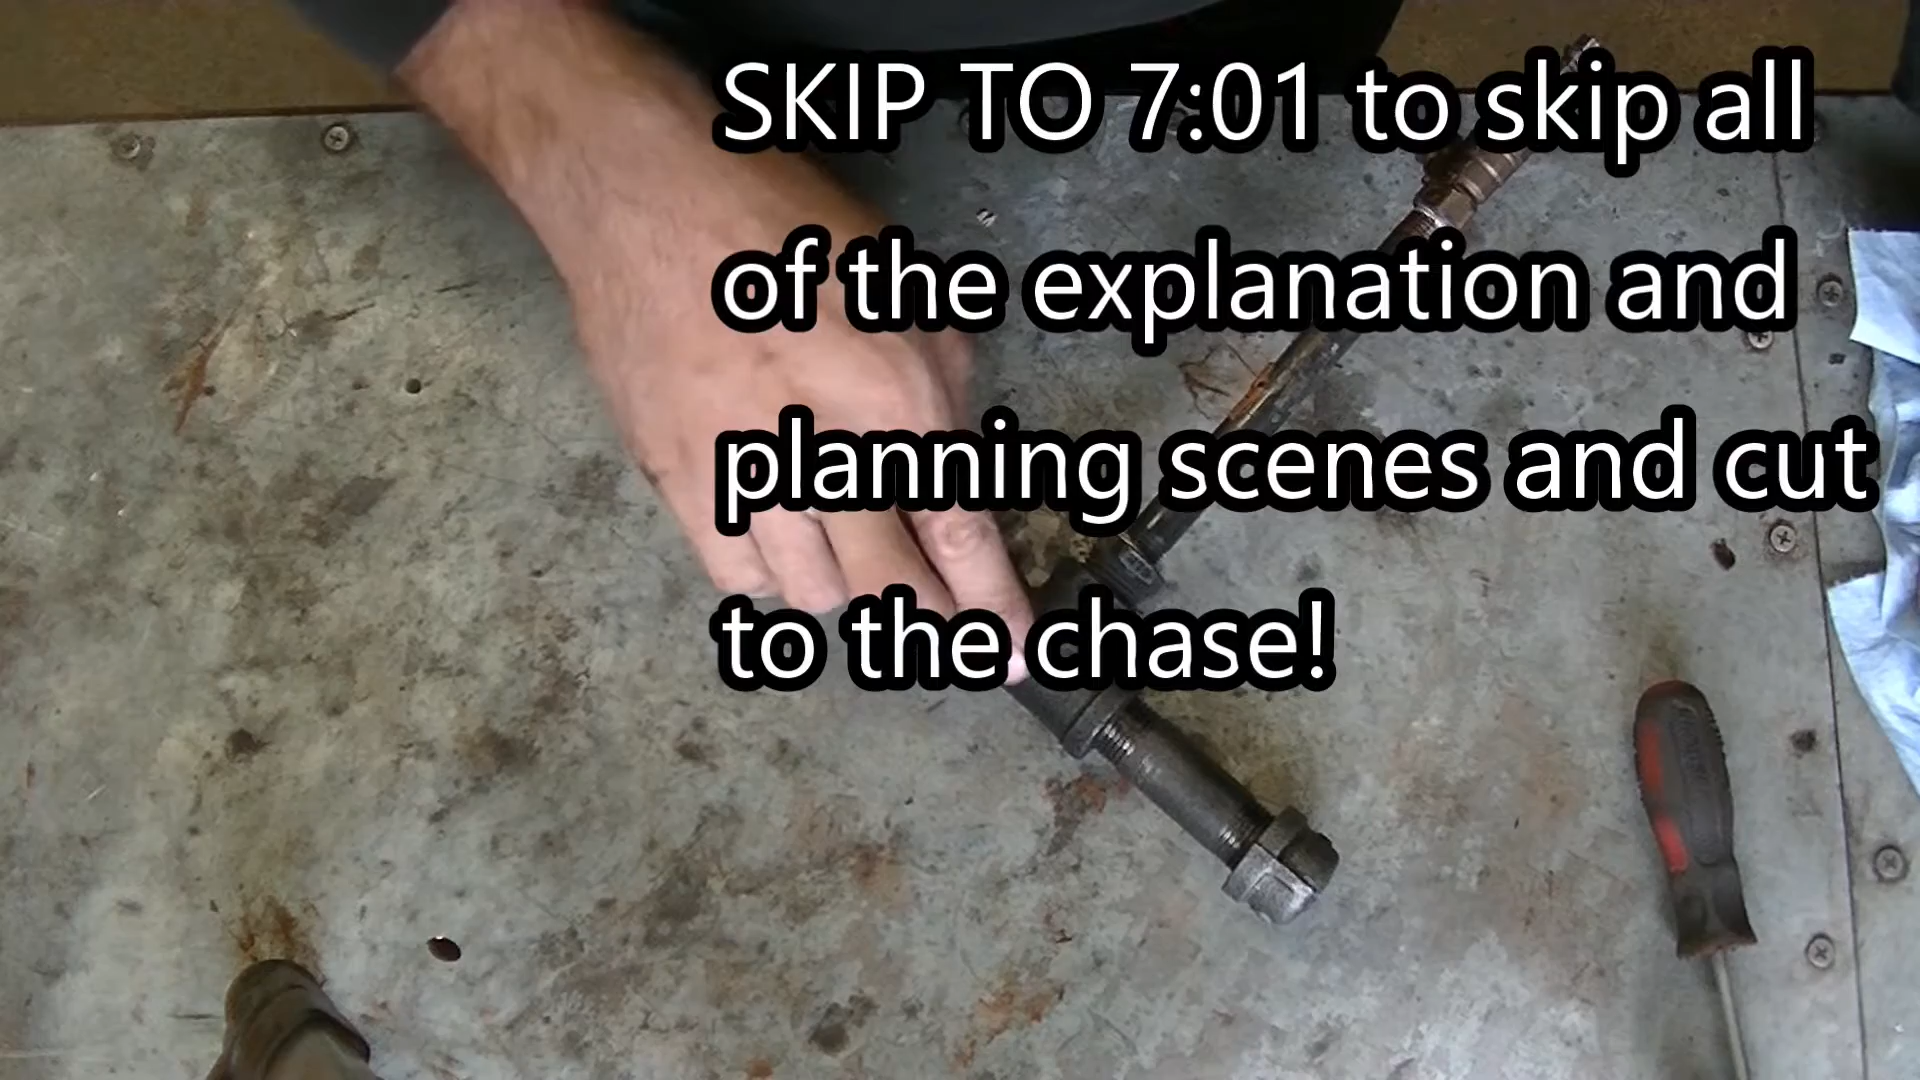 SKIP TO 7:01 to skip all
of the explanation and
planning scenes and cut
to the chase!